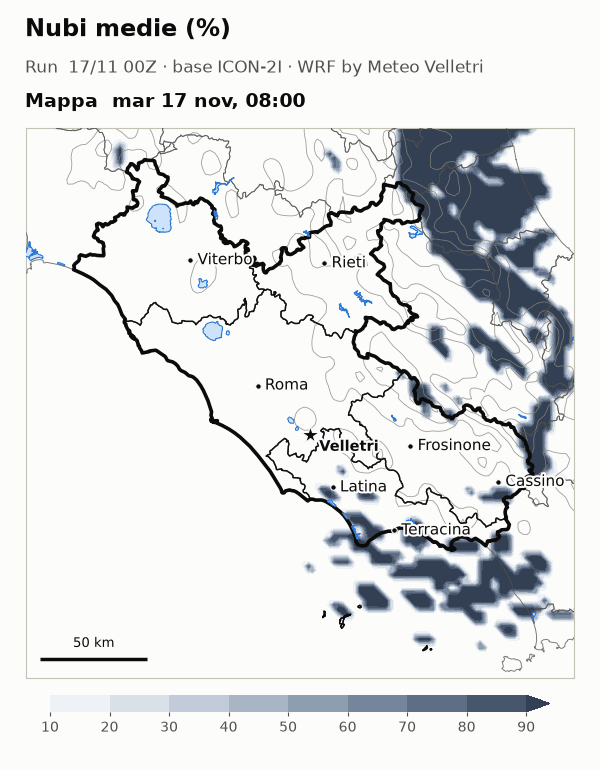 Nubi medie (%)
Run  17/11 00Z · base ICON-2I · WRF by Meteo Velletri
Mappa  mar 17 nov, 08:00
Viterbo
Rieti
Roma
Velletri
Frosinone
Latina
Cassino
Terracina
50 km
10 20 30 40 50 60 70 80 90